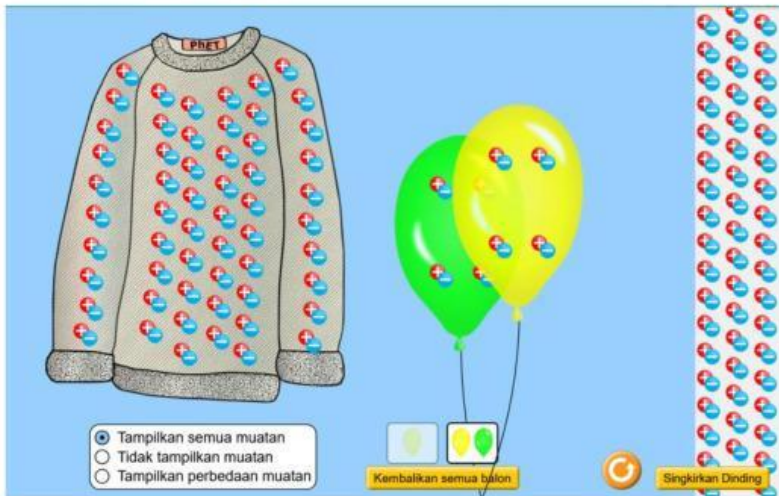 PhET
Tampilkan semua muatan
Tidak tampilkan muatan
Tampilkan perbedaan muatan
Kembalikan semua balon
Singkirkan Dinding